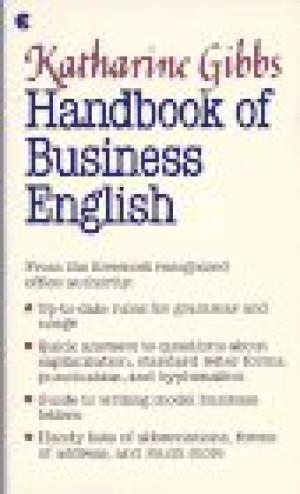 Katharine Gibbs
Handbook of
Business
English
From the foremost recognized
office authority:
• Up-to-date rules for grammar and
usage
• Quick answers to questions about
capitalization, standard letter forms,
punctuation, and hyphenation
• Guide to writing model business
letters
• Handy lists of abbreviations, forms
of address, and much more